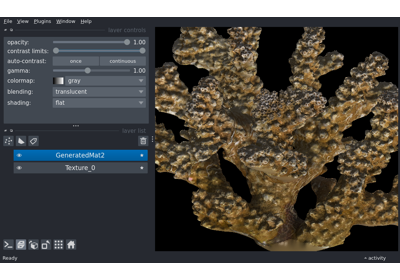 File View Plugins Window Help
layer controls
opacity: 1.00
contrast limits:
auto-contrast: once continuous
gamma: 1.00
colormap: gray
blending: translucent
shading: flat
layer list
GeneratedMat2
Texture_0
Ready
activity